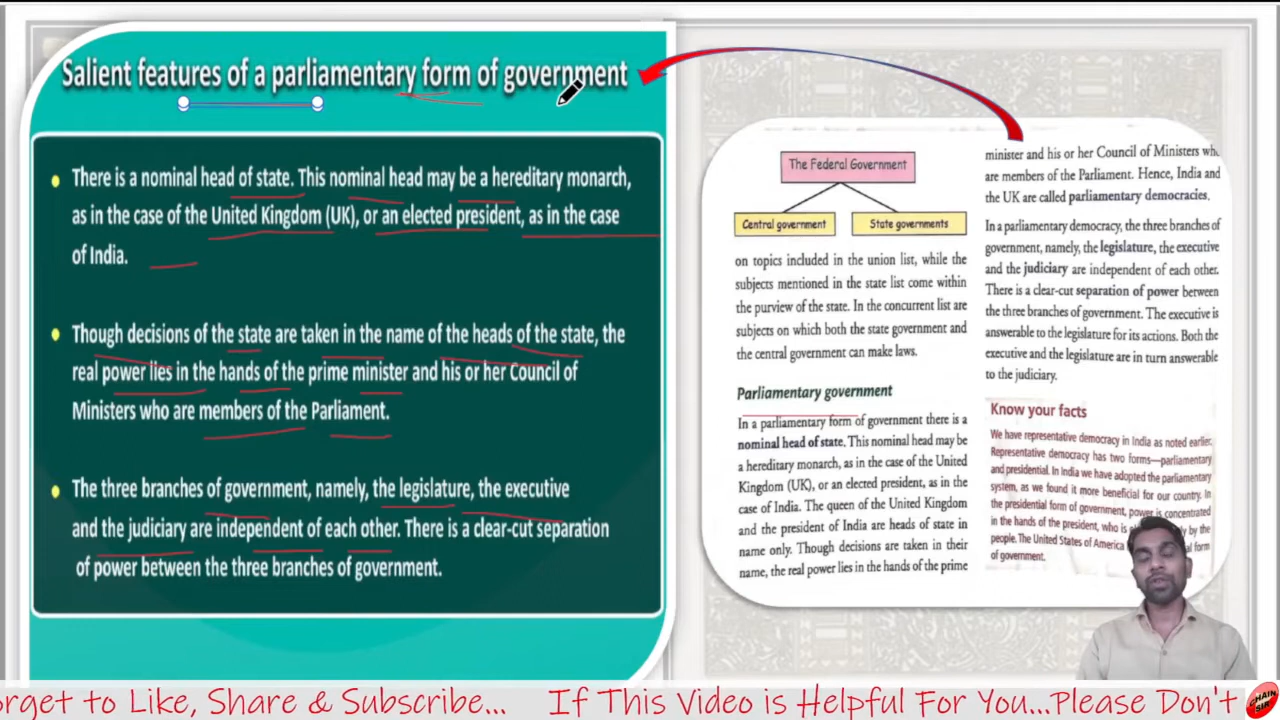 Salient features of a parliamentary form of government
There is a nominal head of state. This nominal head may be a hereditary monarch,
as in the case of the United Kingdom (UK), or an elected president, as in the case
of India.
Though decisions of the state are taken in the name of the heads of the state, the
real power lies in the hands of the prime minister and his or her Council of
Ministers who are members of the Parliament.
The three branches of government, namely, the legislature, the executive
and the judiciary are independent of each other. There is a clear-cut separation
of power between the three branches of government.
The Federal Government
Central government
State governments
on topics included in the union list, while the
subjects mentioned in the state list come within
the purview of the state. In the concurrent list are
subjects on which both the state government and
the central government can make laws.
Parliamentary government
In a parliamentary form of government there is a
nominal head of state. This nominal head may be
a hereditary monarch, as in the case of the United
Kingdom (UK), or an elected president, as in the
case of India. The queen of the United Kingdom
and the president of India are heads of state in
name only. Though decisions are taken in their
name, the real power lies in the hands of the prime
minister and his or her Council of Ministers
are members of the Parliament. Hence, India and
the UK are called parliamentary democracies.
In a parliamentary democracy, the three branches of
government, namely, the legislature, the executive
and the judiciary are independent of each other.
There is a clear-cut separation of power between
the three branches of government. The executive is
answerable to the legislature for its actions. Both the
executive and the legislature are in turn answerable
to the judiciary.
Know your facts
We have representative democracy in India as noted earlier.
Representative democracy has two forms—parliamentary
and presidential. In India we have adopted the parliamentary
system, as we found it more beneficial for our country. In
the presidential form of government, power is concentrated
in the hands of the president, who is by the
people. The United States of America form
of government.
orget to Like, Share & Subscribe... If This Video is Helpful For You...Please Don't
CHAIN SIR